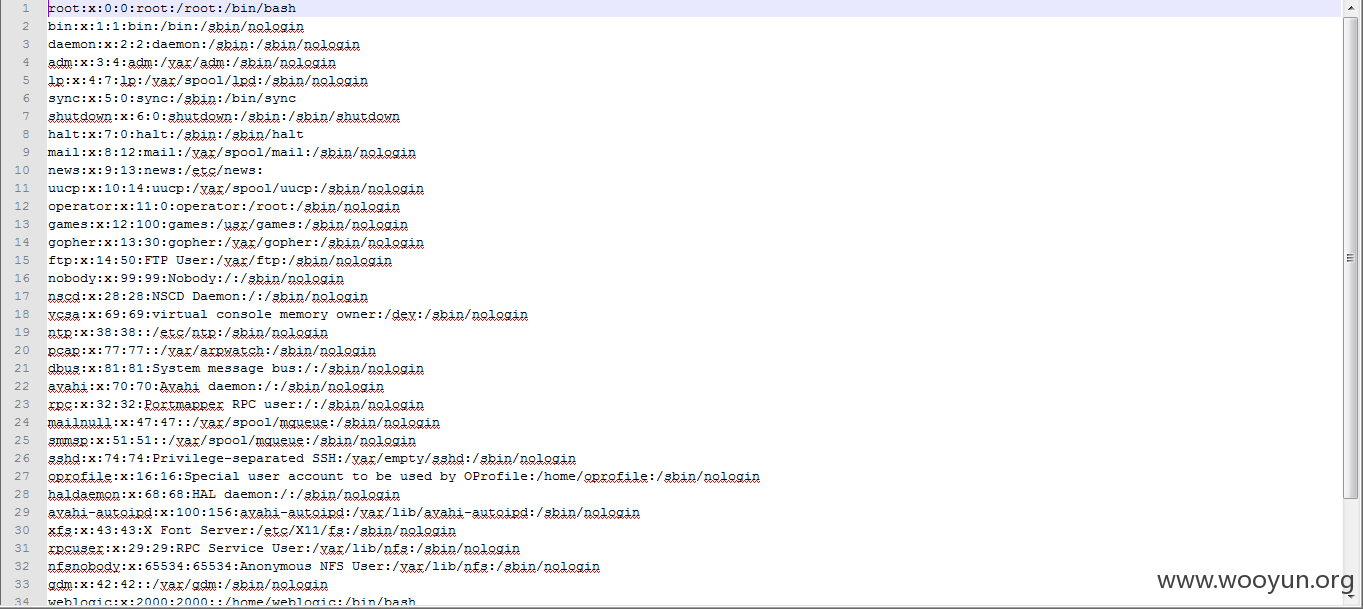 1 root:x:0:0:root:/root:/bin/bash
2 bin:x:1:1:bin:/bin:/sbin/nologin
3 daemon:x:2:2:daemon:/sbin:/sbin/nologin
4 adm:x:3:4:adm:/var/adm:/sbin/nologin
5 lp:x:4:7:lp:/var/spool/lpd:/sbin/nologin
6 sync:x:5:0:sync:/sbin:/bin/sync
7 shutdown:x:6:0:shutdown:/sbin:/sbin/shutdown
8 halt:x:7:0:halt:/sbin:/sbin/halt
9 mail:x:8:12:mail:/var/spool/mail:/sbin/nologin
10 news:x:9:13:news:/etc/news:
11 uucp:x:10:14:uucp:/var/spool/uucp:/sbin/nologin
12 operator:x:11:0:operator:/root:/sbin/nologin
13 games:x:12:100:games:/usr/games:/sbin/nologin
14 gopher:x:13:30:gopher:/var/gopher:/sbin/nologin
15 ftp:x:14:50:FTP User:/var/ftp:/sbin/nologin
16 nobody:x:99:99:Nobody:/:/sbin/nologin
17 nscd:x:28:28:NSCD Daemon:/:/sbin/nologin
18 vcsa:x:69:69:virtual console memory owner:/dev:/sbin/nologin
19 ntp:x:38:38::/etc/ntp:/sbin/nologin
20 pcap:x:77:77::/var/arpwatch:/sbin/nologin
21 dbus:x:81:81:System message bus:/:/sbin/nologin
22 avahi:x:70:70:Avahi daemon:/:/sbin/nologin
23 rpc:x:32:32:Portmapper RPC user:/:/sbin/nologin
24 mailnull:x:47:47::/var/spool/mqueue:/sbin/nologin
25 smmsp:x:51:51::/var/spool/mqueue:/sbin/nologin
26 sshd:x:74:74:Privilege-separated SSH:/var/empty/sshd:/sbin/nologin
27 oprofile:x:16:16:Special user account to be used by OProfile:/home/oprofile:/sbin/nologin
28 haldaemon:x:68:68:HAL daemon:/:/sbin/nologin
29 avahi-autoipd:x:100:156:avahi-autoipd:/var/lib/avahi-autoipd:/sbin/nologin
30 xfs:x:43:43:X Font Server:/etc/X11/fs:/sbin/nologin
31 rpcuser:x:29:29:RPC Service User:/var/lib/nfs:/sbin/nologin
32 nfsnobody:x:65534:65534:Anonymous NFS User:/var/lib/nfs:/sbin/nologin
33 gdm:x:42:42::/var/gdm:/sbin/nologin
34 weblogic:x:2000:2000::/home/weblogic:/bin/bash
www.wooyun.org